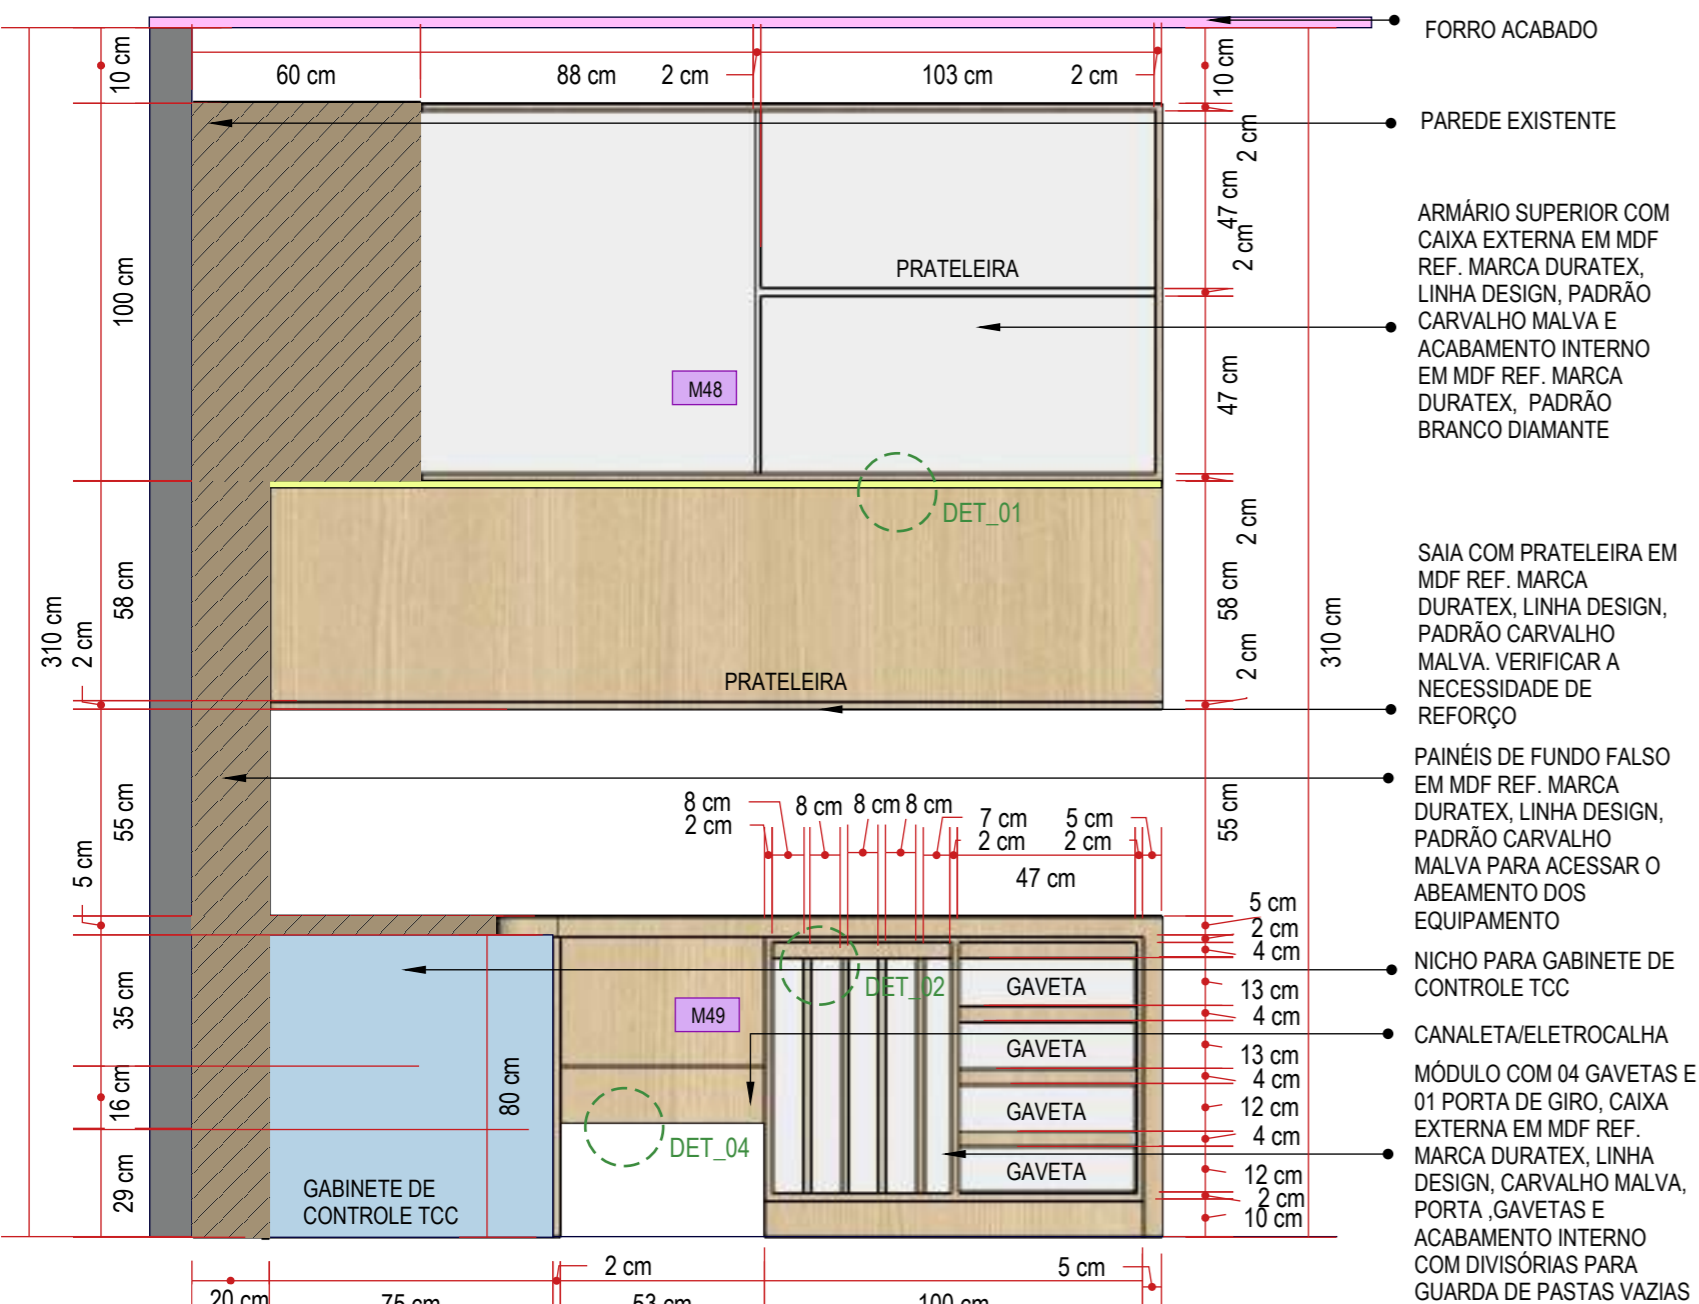 FORRO ACABADO
10 cm
60 cm
88 cm
2 cm
103 cm
2 cm
10 cm
PAREDE EXISTENTE
2 cm
47 cm
2 cm
ARMÁRIO SUPERIOR COM
CAIXA EXTERNA EM MDF
REF. MARCA DURATEX,
LINHA DESIGN, PADRÃO
CARVALHO MALVA E
ACABAMENTO INTERNO
EM MDF REF. MARCA
DURATEX, PADRÃO
BRANCO DIAMANTE
100 cm
PRATELEIRA
M48
47 cm
DET_01
2 cm
SAIA COM PRATELEIRA EM
MDF REF. MARCA
DURATEX, LINHA DESIGN,
PADRÃO CARVALHO
MALVA. VERIFICAR A
NECESSIDADE DE
REFORÇO
310 cm
2 cm
58 cm
PRATELEIRA
58 cm
2 cm
310 cm
PAINÉIS DE FUNDO FALSO
EM MDF REF. MARCA
DURATEX, LINHA DESIGN,
PADRÃO CARVALHO
MALVA PARA ACESSAR O
ABEAMENTO DOS
EQUIPAMENTO
5 cm
55 cm
8 cm
2 cm
8 cm
8 cm
8 cm
7 cm
2 cm
5 cm
2 cm
47 cm
55 cm
5 cm
2 cm
4 cm
NICHO PARA GABINETE DE
CONTROLE TCC
35 cm
DET_02
M49
GAVETA
13 cm
4 cm
CANALETA/ELETROCALHA
GAVETA
13 cm
4 cm
16 cm
80 cm
GAVETA
12 cm
4 cm
DET_04
GAVETA
12 cm
2 cm
10 cm
29 cm
GABINETE DE
CONTROLE TCC
MÓDULO COM 04 GAVETAS E
01 PORTA DE GIRO, CAIXA
EXTERNA EM MDF REF.
MARCA DURATEX, LINHA
DESIGN, CARVALHO MALVA,
PORTA ,GAVETAS E
ACABAMENTO INTERNO
COM DIVISÓRIAS PARA
GUARDA DE PASTAS VAZIAS
2 cm
5 cm
20 cm
75 cm
53 cm
100 cm